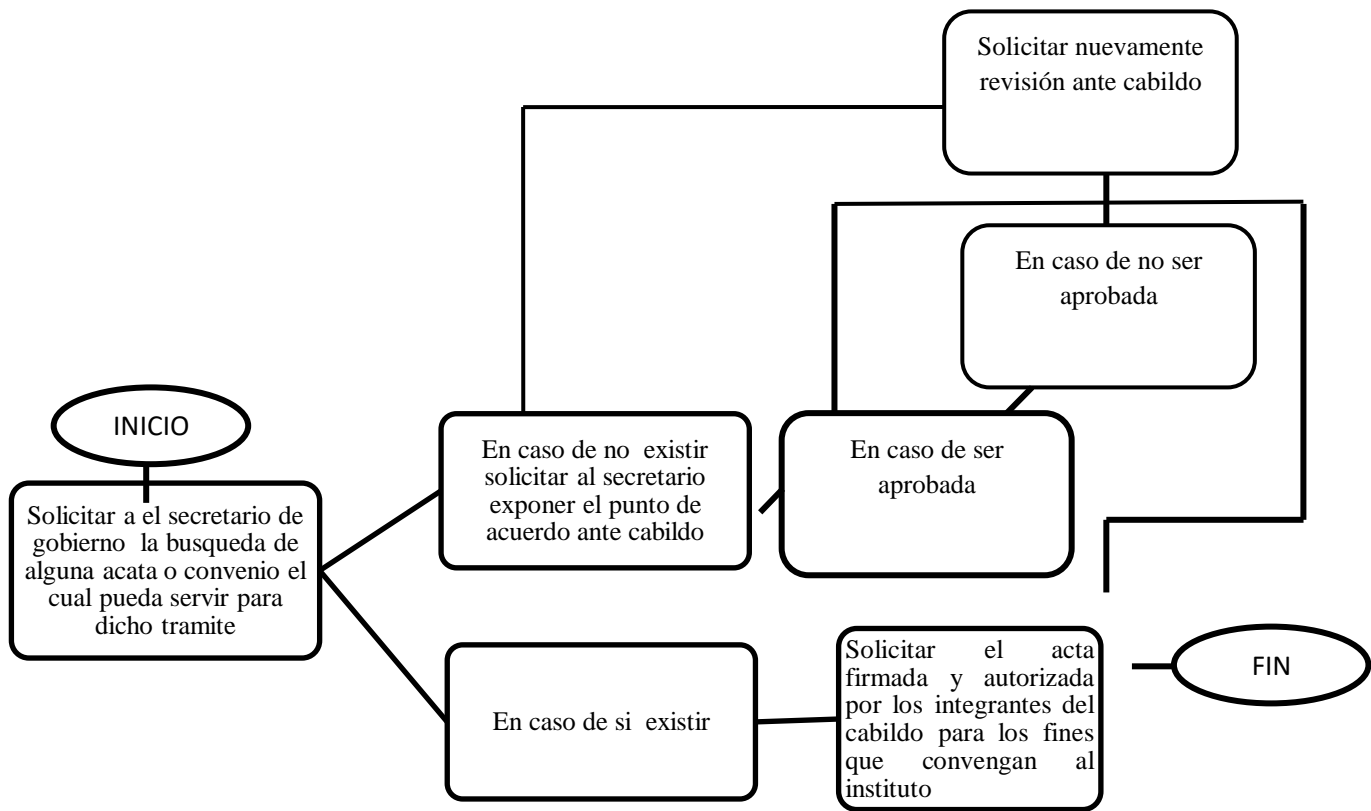 INICIO
Solicitar a el secretario de
gobierno la busqueda de
alguna acata o convenio el
cual pueda servir para
dicho tramite
En caso de no existir
solicitar al secretario
exponer el punto de
acuerdo ante cabildo
Solicitar nuevamente
revisión ante cabildo
En caso de no ser
aprobada
En caso de ser
aprobada
En caso de si existir
Solicitar el acta
firmada y autorizada
por los integrantes del
cabildo para los fines
que convengan al
instituto
FIN